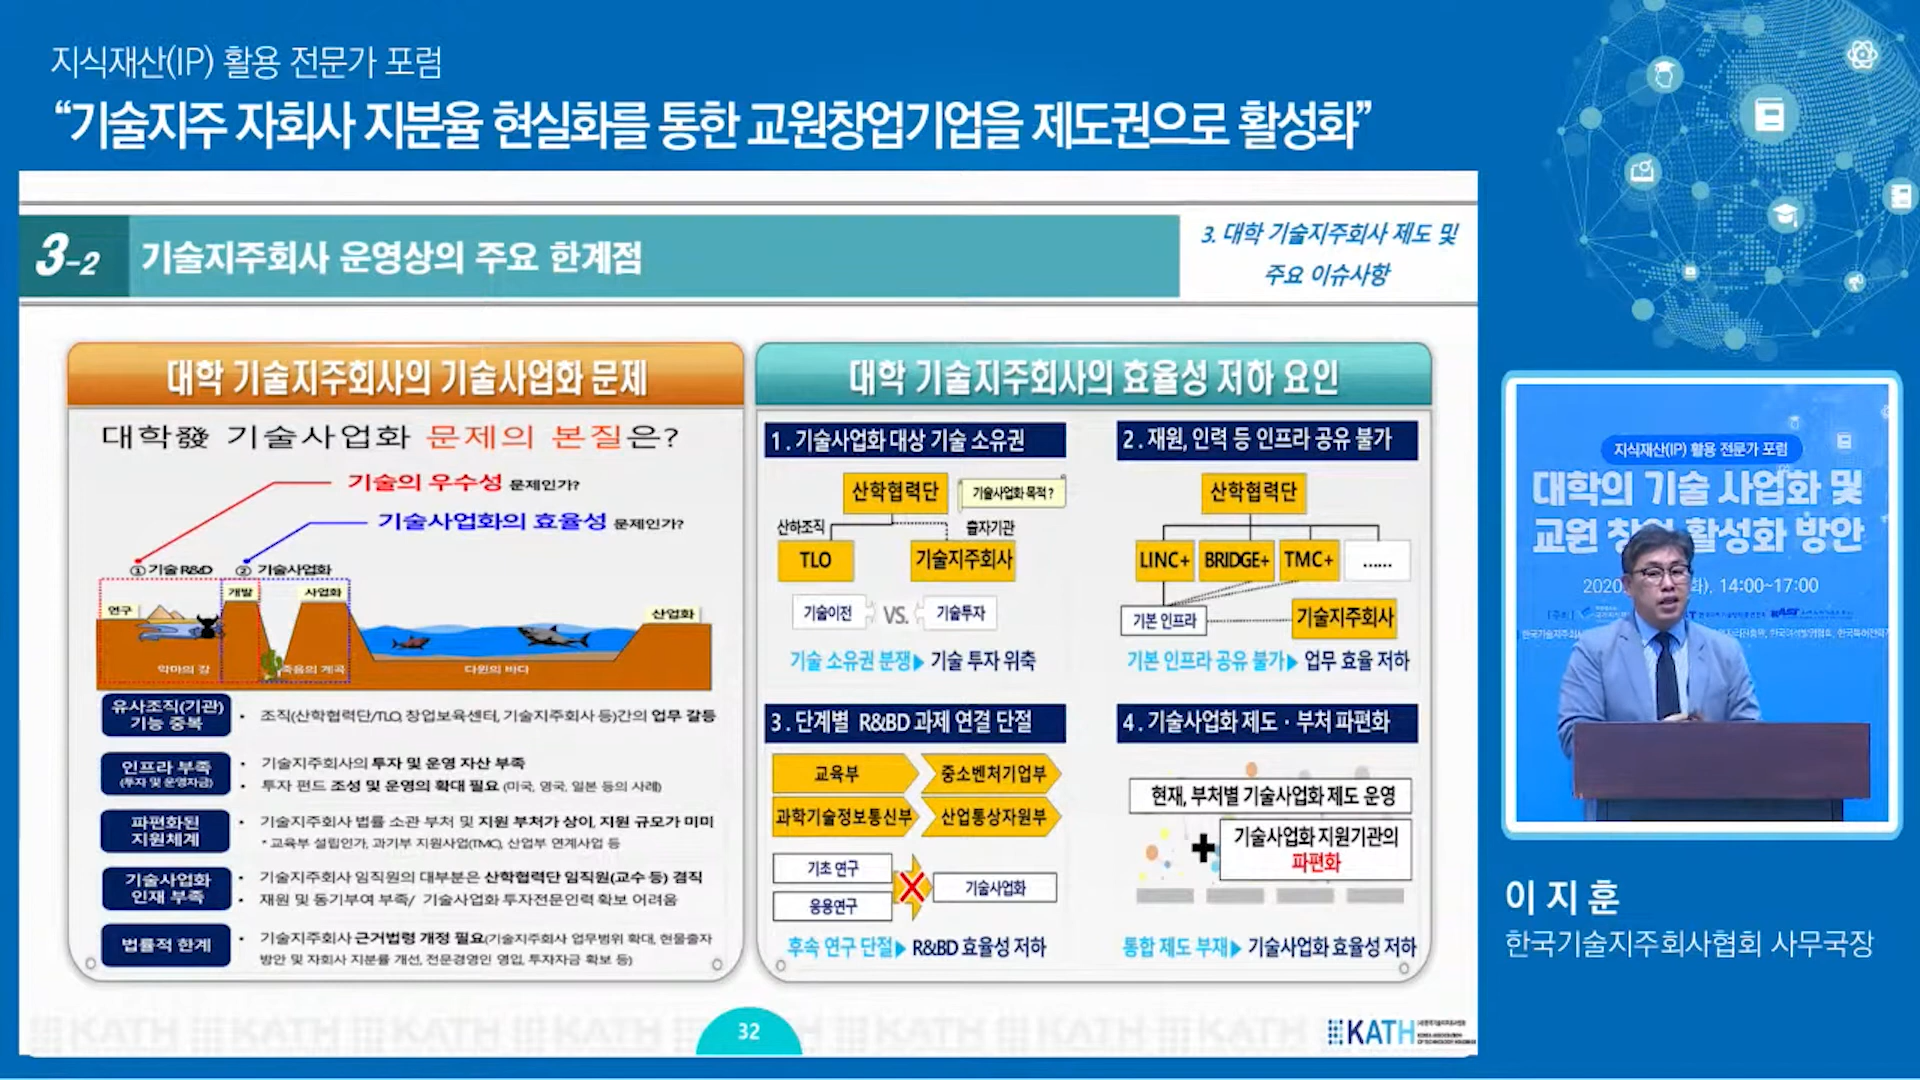 지식재산(IP) 활용 전문가 포럼
“기술지주 자회사 지분율 현실화를 통한 교원창업기업을 제도권으로 활성화”
3-2
기술지주회사 운영상의 주요 한계점
3. 대학 기술지주회사 제도 및
주요 이슈사항
대학 기술지주회사의 기술사업화 문제
대학發 기술사업화 문제의 본질은?
기술의 우수성 문제인가?
기술사업화의 효율성 문제인가?
① 기술 R&D
② 기술사업화
연구
개발
사업화
산업화
악마의 강
죽음의 계곡
다윈의 바다
유사조직(기관)
기능 중복
• 조직(산학협력단/TLO, 창업보육센터, 기술지주회사 등)간의 업무 갈등
인프라 부족
(투자 및 운영자금)
• 기술지주회사의 투자 및 운영 자산 부족
• 투자 펀드 조성 및 운영의 확대 필요 (미국, 영국, 일본 등의 사례)
파편화된
지원체계
• 기술지주회사 법률 소관 부처 및 지원 부처가 상이, 지원 규모가 미미
* 교육부 설립인가, 과기부 지원사업(TMC), 산업부 연계사업 등
기술사업화
인재 부족
• 기술지주회사 임직원의 대부분은 산학협력단 임직원(교수 등) 겸직
• 재원 및 동기부여 부족/ 기술사업화 투자전문인력 확보 어려움
법률적 한계
• 기술지주회사 근거법령 개정 필요(기술지주회사 업무범위 확대, 현물출자
방안 및 자회사 지분률 개선, 전문경영인 영입, 투자자금 확보 등)
대학 기술지주회사의 효율성 저하 요인
1. 기술사업화 대상 기술 소유권
산학협력단
기술사업화 목적?
산하조직
출자기관
TLO
기술지주회사
기술이전
VS.
기술투자
기술 소유권 분쟁▶ 기술 투자 위축
2. 재원, 인력 등 인프라 공유 불가
산학협력단
LINC+
BRIDGE+
TMC+
......
기본 인프라
기술지주회사
기본 인프라 공유 불가▶ 업무 효율 저하
3. 단계별 R&BD 과제 연결 단절
교육부
중소벤처기업부
과학기술정보통신부
산업통상자원부
기초 연구
응용연구
기술사업화
후속 연구 단절▶ R&BD 효율성 저하
4. 기술사업화 제도 · 부처 파편화
현재, 부처별 기술사업화 제도 운영
+
기술사업화 지원기관의
파편화
통합 제도 부재▶ 기술사업화 효율성 저하
32
KATH
지식재산(IP) 활용 전문가 포럼
대학의 기술 사업화 및
교원 창업 활성화 방안
2020
14:00~17:00
이 지 훈
한국기술지주회사협회 사무국장